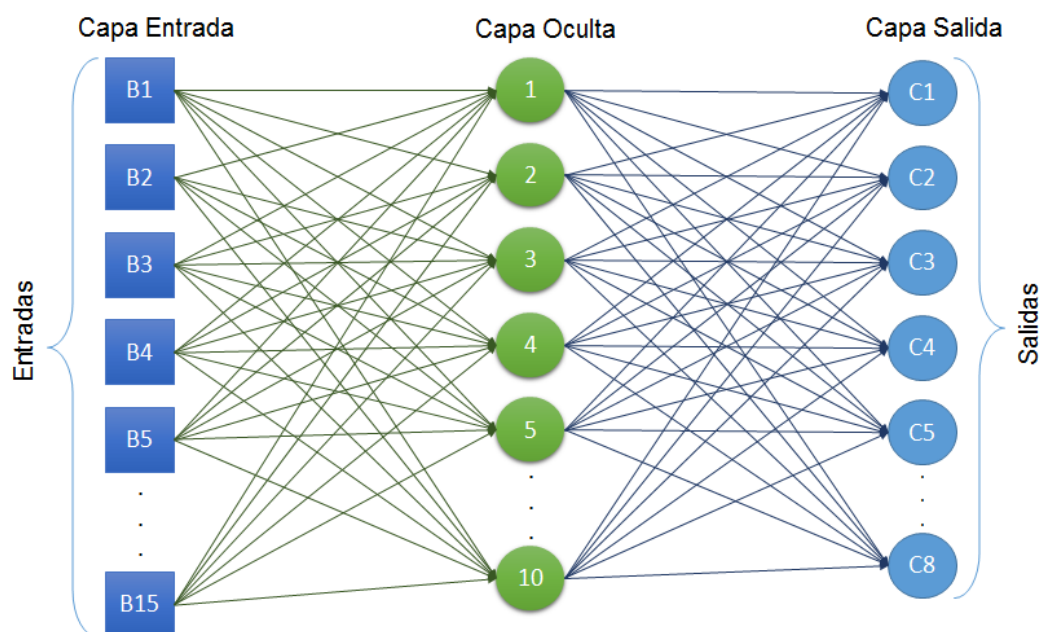 Capa Entrada
Capa Oculta
Capa Salida
Entradas
B1
B2
B3
B4
B5
.
.
.
B15
1
2
3
4
5
.
.
.
10
C1
C2
C3
C4
C5
.
.
.
C8
Salidas